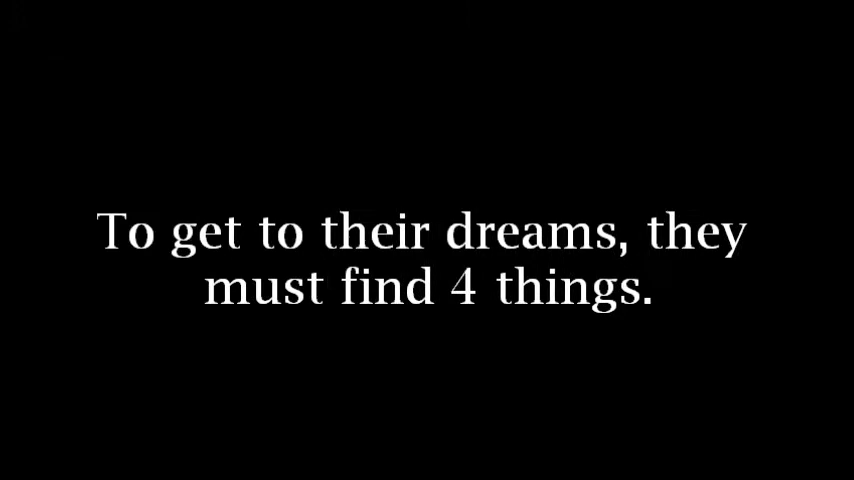 To get to their dreams, they
must find 4 things.